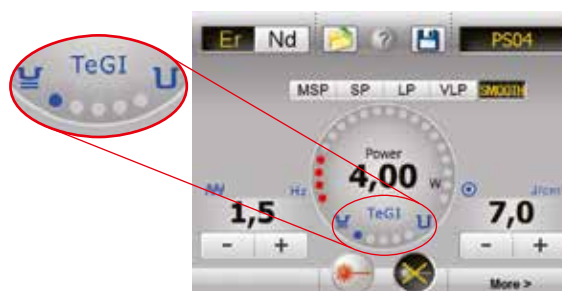 TeGI
Er Nd ? PS04
MSP SP LP VLP SMOOTH
Power
4,00 W
Hz
1,5
TeGI
J/cm
7,0
- +
- +
More >